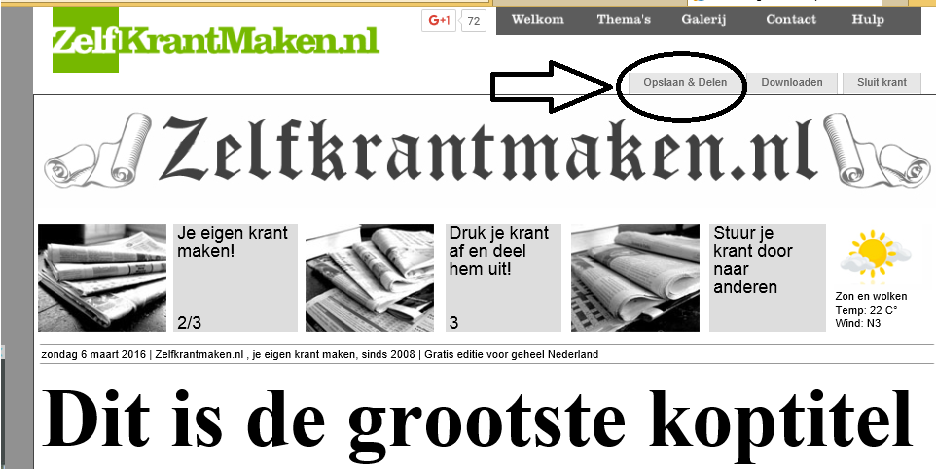 ZelfKrantMaken.nl
G+1 72
Welkom Thema's Galerij Contact Hulp
Opslaan & Delen Downloaden Sluit krant
Zelfkrantmaken.nl
Je eigen krant
maken!
2/3
Druk je krant
af en deel
hem uit!
3
Stuur je
krant door
naar
anderen
Zon en wolken
Temp: 22 C°
Wind: N3
zondag 6 maart 2016 | Zelfkrantmaken.nl , je eigen krant maken, sinds 2008 | Gratis editie voor geheel Nederland
Dit is de grootste koptitel